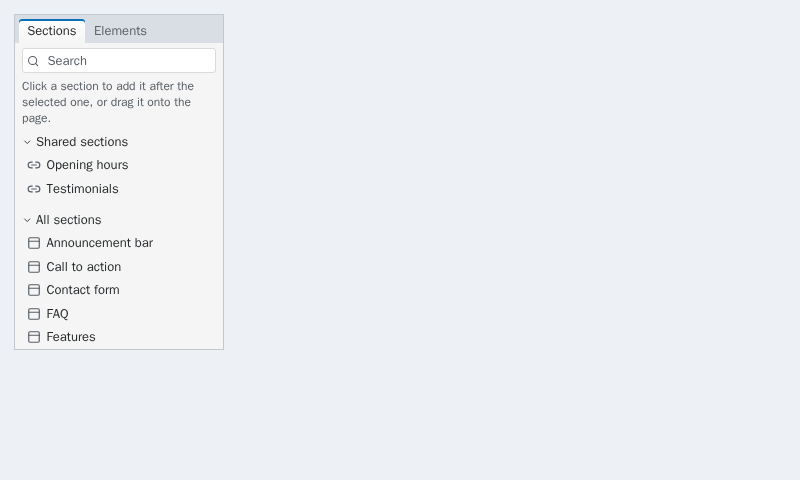 Sections Elements
Search
Click a section to add it after the
selected one, or drag it onto the
page.
Shared sections
Opening hours
Testimonials
All sections
Announcement bar
Call to action
Contact form
FAQ
Features